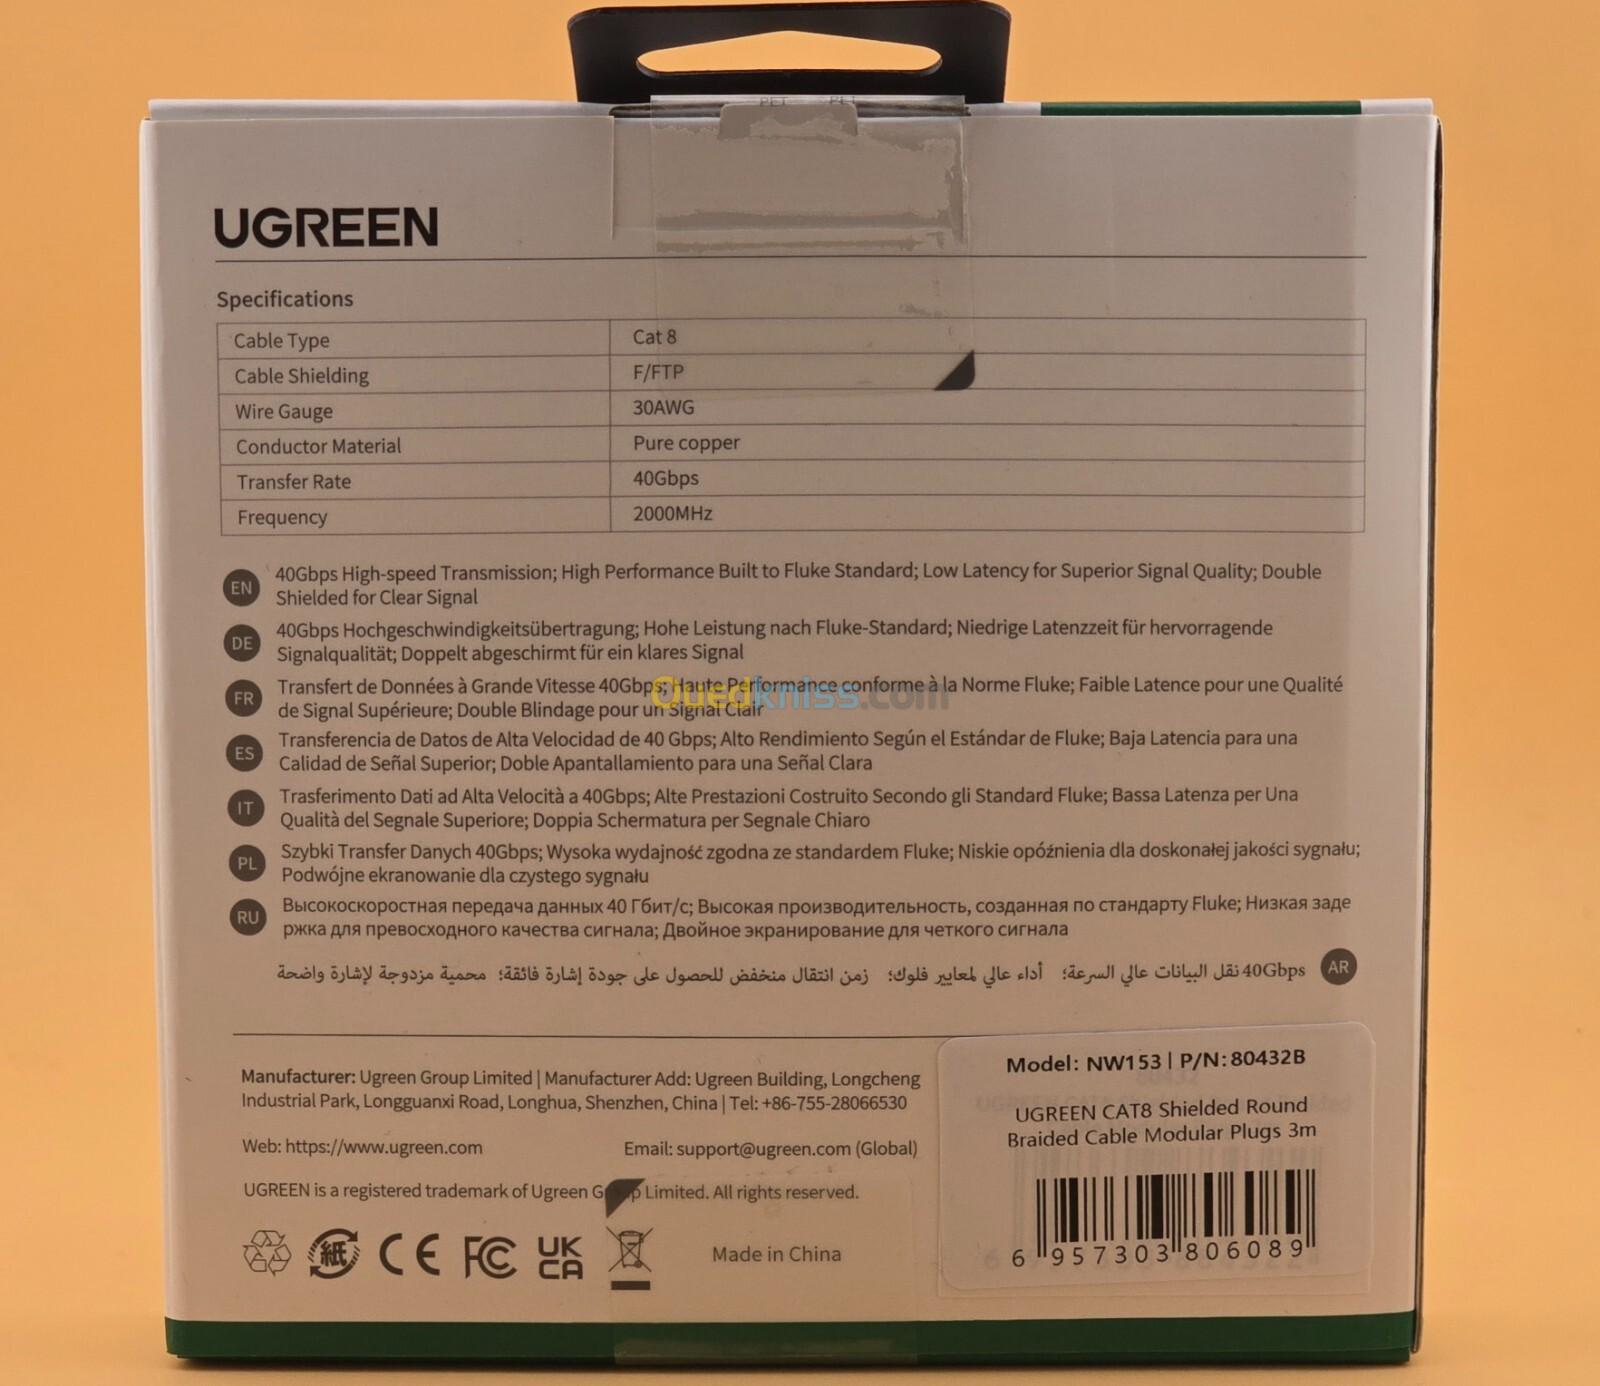 PET PET
UGREEN
Specifications
Cable Type Cat 8
Cable Shielding F/FTP
Wire Gauge 30AWG
Conductor Material Pure copper
Transfer Rate 40Gbps
Frequency 2000MHz
EN 40Gbps High-speed Transmission; High Performance Built to Fluke Standard; Low Latency for Superior Signal Quality; Double
Shielded for Clear Signal
DE 40Gbps Hochgeschwindigkeitsübertragung; Hohe Leistung nach Fluke-Standard; Niedrige Latenzzeit für hervorragende
Signalqualität; Doppelt abgeschirmt für ein klares Signal
FR Transfert de Données à Grande Vitesse 40Gbps; Haute Performance conforme à la Norme Fluke; Faible Latence pour une Qualité
de Signal Supérieure; Double Blindage pour un Signal Clair
Ouedkniss.com
ES Transferencia de Datos de Alta Velocidad de 40 Gbps; Alto Rendimiento Según el Estándar de Fluke; Baja Latencia para una
Calidad de Señal Superior; Doble Apantallamiento para una Señal Clara
IT Trasferimento Dati ad Alta Velocità a 40Gbps; Alte Prestazioni Costruito Secondo gli Standard Fluke; Bassa Latenza per Una
Qualità del Segnale Superiore; Doppia Schermatura per Segnale Chiaro
PL Szybki Transfer Danych 40Gbps; Wysoka wydajność zgodna ze standardem Fluke; Niskie opóźnienia dla doskonałej jakości sygnału;
Podwójne ekranowanie dla czystego sygnału
RU Высокоскоростная передача данных 40 Гбит/с; Высокая производительность, созданная по стандарту Fluke; Низкая заде
ржка для превосходного качества сигнала; Двойное экранирование для четкого сигнала
AR 40Gbps نقل البيانات عالي السرعة؛ أداء عالي لمعايير فلوك؛ زمن انتقال منخفض للحصول على جودة إشارة فائقة؛ محمية مزدوجة لإشارة واضحة
Manufacturer: Ugreen Group Limited | Manufacturer Add: Ugreen Building, Longcheng
Industrial Park, Longguanxi Road, Longhua, Shenzhen, China | Tel: +86-755-28066530
Web: https://www.ugreen.com Email: support@ugreen.com (Global)
UGREEN is a registered trademark of Ugreen Limited. All rights reserved.
紙 CE FC UK
CA
Made in China
Model: NW153 | P/N: 80432B
UGREEN CAT8 Shielded Round
Braided Cable Modular Plugs 3m
6 957303 806089